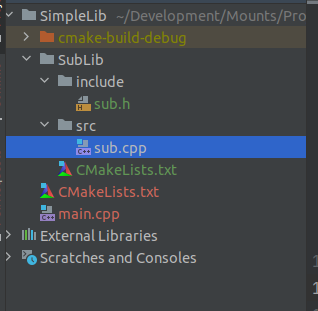 SimpleLib ~/Development/Mounts/Pro
cmake-build-debug
SubLib
include
sub.h
src
sub.cpp
CMakeLists.txt
CMakeLists.txt
main.cpp
External Libraries
Scratches and Consoles